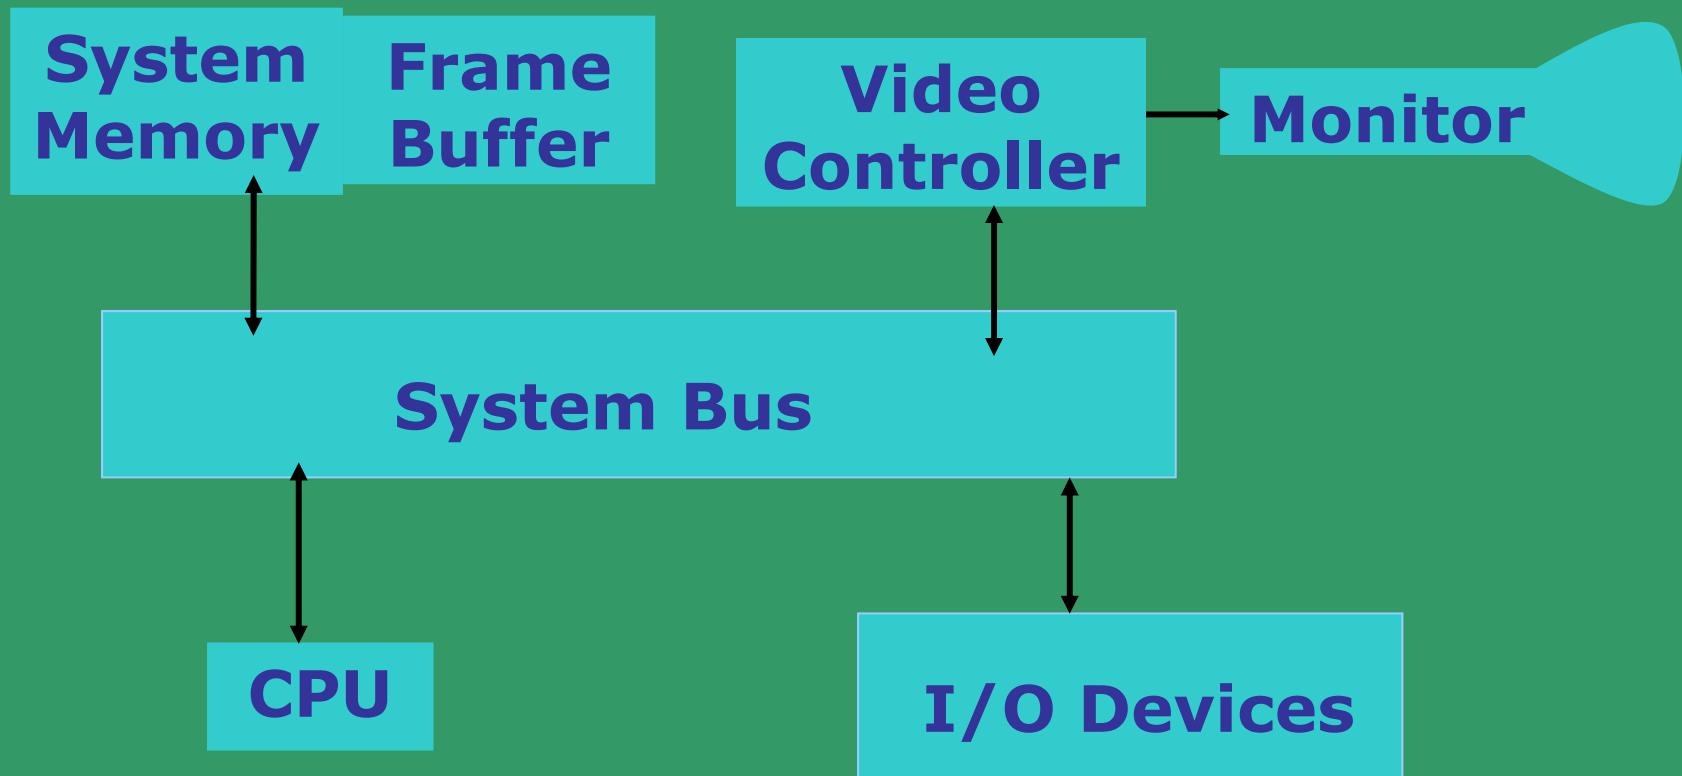 System
Memory
Frame
Buffer
Video
Controller
Monitor
System Bus
CPU
I/O Devices